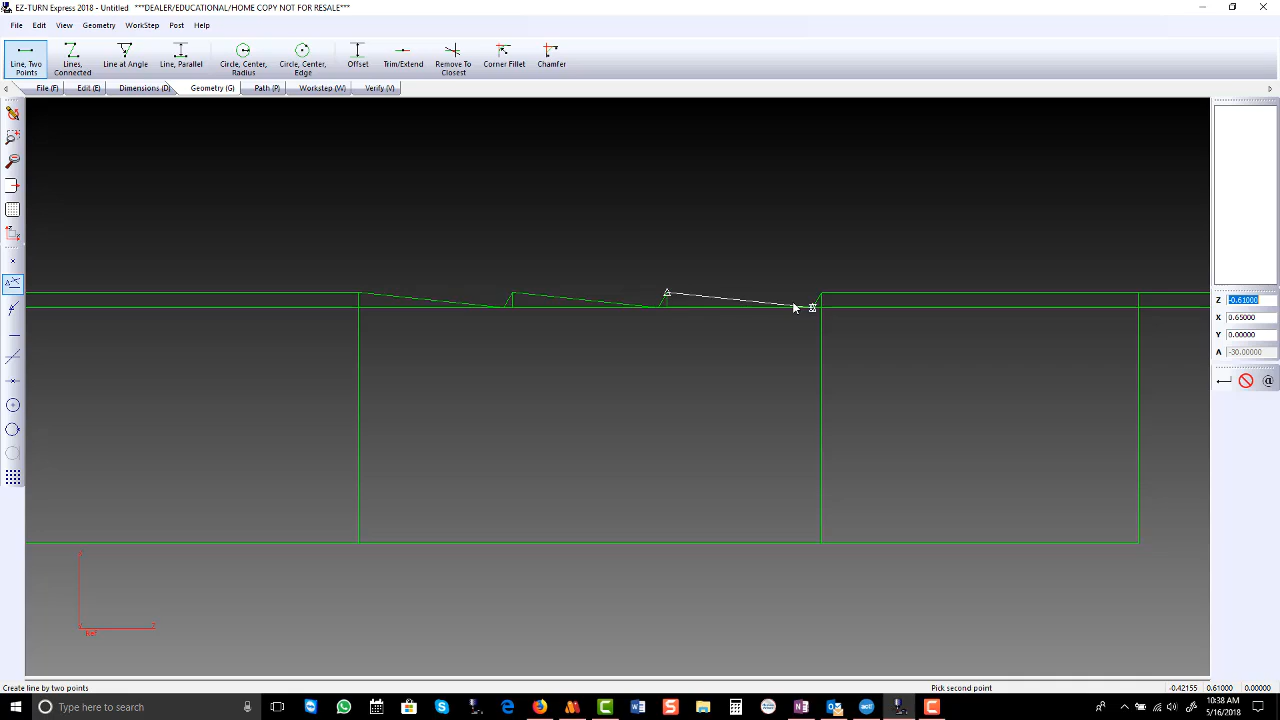 EZ-TURN Express 2018 - Untitled ***DEALER/EDUCATIONAL/HOME COPY NOT FOR RESALE***
File Edit View Geometry WorkStep Post Help
Line, Two Points
Lines, Connected
Line at Angle
Line, Parallel
Circle, Center, Radius
Circle, Center, Edge
Offset
Trim/Extend
Remove To Closest
Corner Fillet
Chamfer
File (F) Edit (E) Dimensions (D) Geometry (G) Path (P) Workstep (W) Verify (V)
Z -0.61000
X 0.65000
Y 0.00000
A -30.00000
@
Ref
Z
Create line by two points
Pick second point
-0.42155 0.61000 0.00000
Type here to search
10:38 AM
5/16/2018